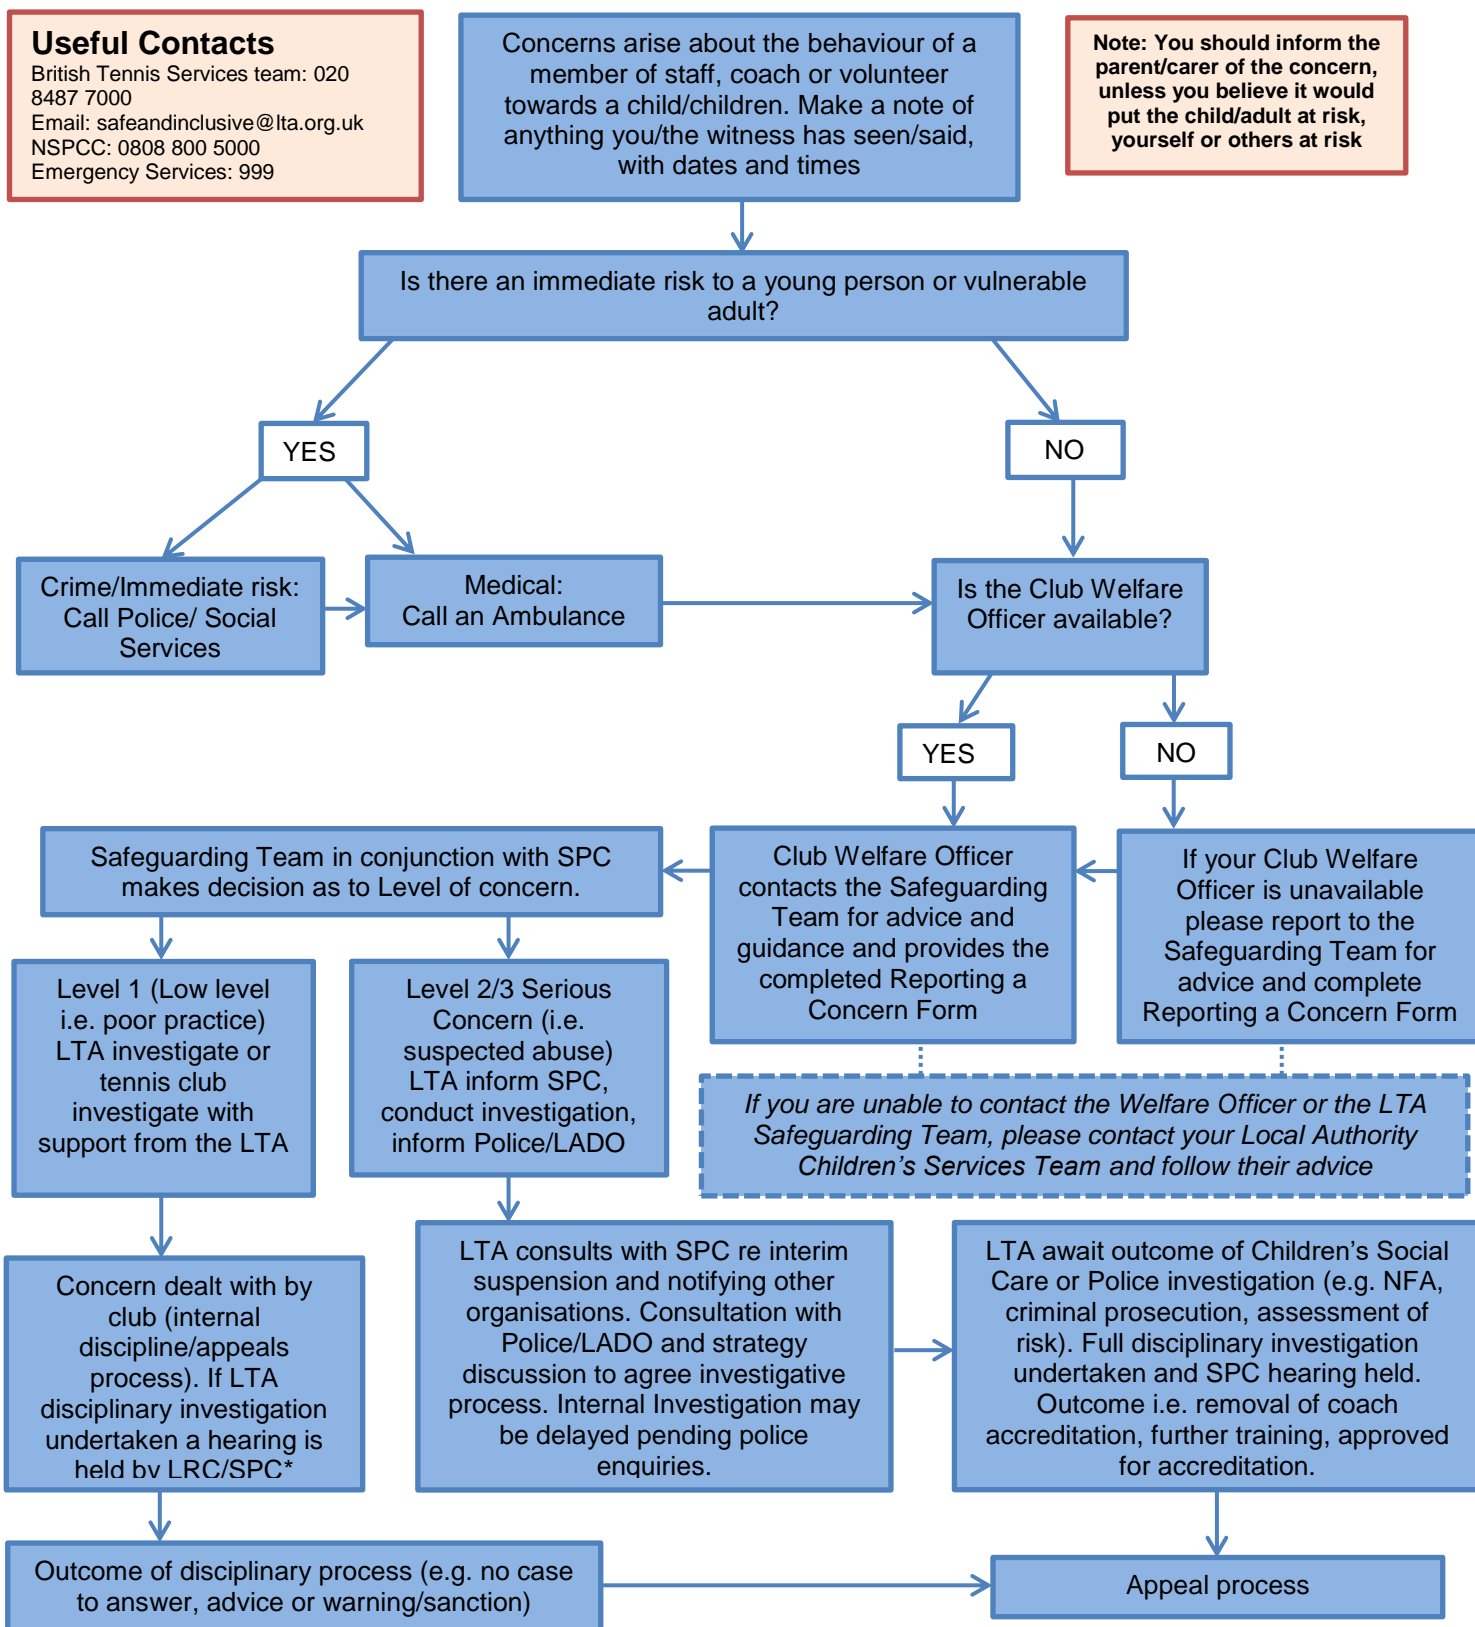 Useful Contacts
British Tennis Services team: 020
8487 7000
Email: safeandinclusive@lta.org.uk
NSPCC: 0808 800 5000
Emergency Services: 999
Concerns arise about the behaviour of a
member of staff, coach or volunteer
towards a child/children. Make a note of
anything you/the witness has seen/said,
with dates and times
Note: You should inform the
parent/carer of the concern,
unless you believe it would
put the child/adult at risk,
yourself or others at risk
Is there an immediate risk to a young person or vulnerable
adult?
YES
NO
Crime/Immediate risk:
Call Police/ Social
Services
Medical:
Call an Ambulance
Is the Club Welfare
Officer available?
YES
NO
Safeguarding Team in conjunction with SPC
makes decision as to Level of concern.
Club Welfare Officer
contacts the Safeguarding
Team for advice and
guidance and provides the
completed Reporting a
Concern Form
If your Club Welfare
Officer is unavailable
please report to the
Safeguarding Team for
advice and complete
Reporting a Concern Form
Level 1 (Low level
i.e. poor practice)
LTA investigate or
tennis club
investigate with
support from the LTA
Level 2/3 Serious
Concern (i.e.
suspected abuse)
LTA inform SPC,
conduct investigation,
inform Police/LADO
If you are unable to contact the Welfare Officer or the LTA
Safeguarding Team, please contact your Local Authority
Children’s Services Team and follow their advice
Concern dealt with by
club (internal
discipline/appeals
process). If LTA
disciplinary investigation
undertaken a hearing is
held by LRC/SPC*
LTA consults with SPC re interim
suspension and notifying other
organisations. Consultation with
Police/LADO and strategy
discussion to agree investigative
process. Internal Investigation may
be delayed pending police
enquiries.
LTA await outcome of Children’s Social
Care or Police investigation (e.g. NFA,
criminal prosecution, assessment of
risk). Full disciplinary investigation
undertaken and SPC hearing held.
Outcome i.e. removal of coach
accreditation, further training, approved
for accreditation.
Outcome of disciplinary process (e.g. no case
to answer, advice or warning/sanction)
Appeal process